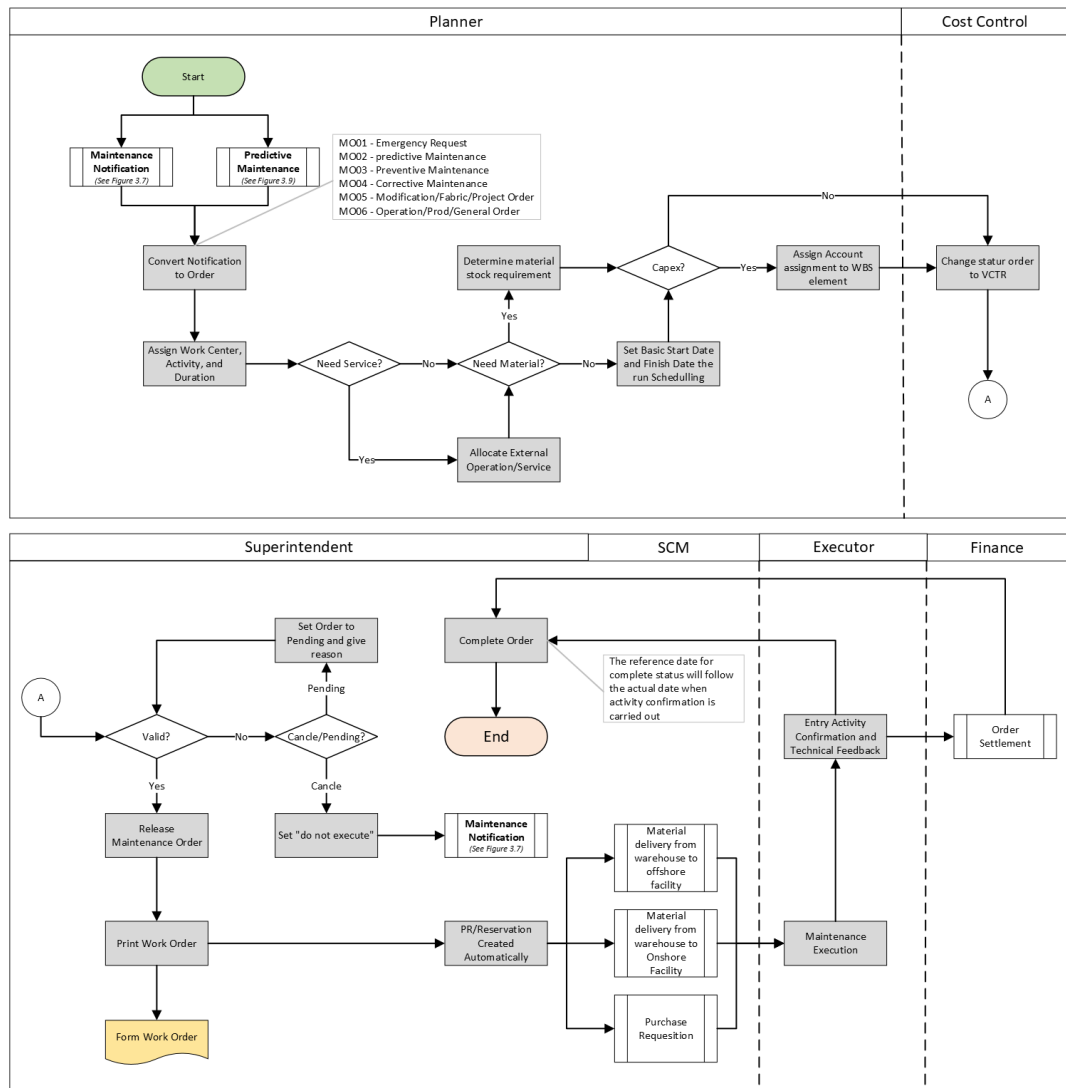 Planner
Cost Control
Start
Maintenance
Notification
(See Figure 3.7)
Predictive
Maintenance
(See Figure 3.9)
MO01 - Emergency Request
MO02 - predictive Maintenance
MO03 - Preventive Maintenance
MO04 - Corrective Maintenance
MO05 - Modification/Fabric/Project Order
MO06 - Operation/Prod/General Order
No
Convert Notification
to Order
Determine material
stock requirement
Capex?
Yes
Assign Account
assignment to WBS
element
Change statur order
to VCTR
Yes
Assign Work Center,
Activity, and
Duration
Need Service?
No
Need Material?
No
Set Basic Start Date
and Finish Date the
run Schedulling
A
Yes
Allocate External
Operation/Service
Superintendent
SCM
Executor
Finance
Set Order to
Pending and give
reason
Complete Order
The reference date for
complete status will follow
the actual date when
activity confirmation is
carried out
A
Pending
Valid?
No
Cancle/Pending?
End
Entry Activity
Confirmation and
Technical Feedback
Order
Settlement
Yes
Cancle
Release
Maintenance Order
Set "do not execute"
Maintenance
Notification
(See Figure 3.7)
Material
delivery from
warehouse to
offshore
facility
Print Work Order
PR/Reservation
Created
Automatically
Material
delivery from
warehouse to
Onshore
Facility
Maintenance
Execution
Form Work Order
Purchase
Requesition